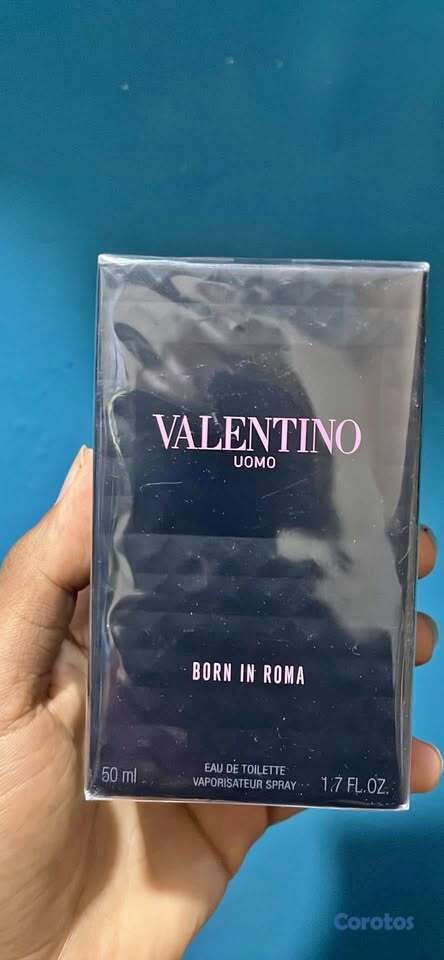 VALENTINO
UOMO
BORN IN ROMA
EAU DE TOILETTE
50 ml VAPORISATEUR SPRAY 1.7 FL.OZ.
Corotos